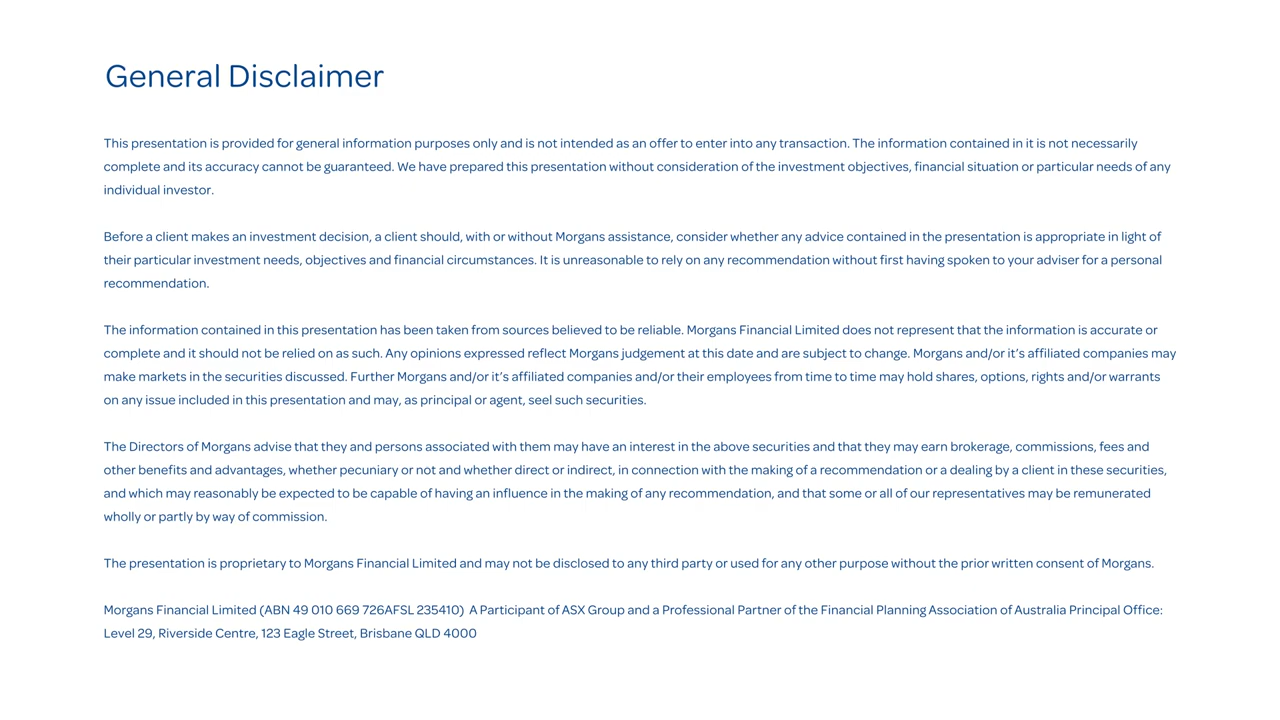 General Disclaimer
This presentation is provided for general information purposes only and is not intended as an offer to enter into any transaction. The information contained in it is not necessarily
complete and its accuracy cannot be guaranteed. We have prepared this presentation without consideration of the investment objectives, financial situation or particular needs of any
individual investor.
Before a client makes an investment decision, a client should, with or without Morgans assistance, consider whether any advice contained in the presentation is appropriate in light of
their particular investment needs, objectives and financial circumstances. It is unreasonable to rely on any recommendation without first having spoken to your adviser for a personal
recommendation.
The information contained in this presentation has been taken from sources believed to be reliable. Morgans Financial Limited does not represent that the information is accurate or
complete and it should not be relied on as such. Any opinions expressed reflect Morgans judgement at this date and are subject to change. Morgans and/or it’s affiliated companies may
make markets in the securities discussed. Further Morgans and/or it’s affiliated companies and/or their employees from time to time may hold shares, options, rights and/or warrants
on any issue included in this presentation and may, as principal or agent, seel such securities.
The Directors of Morgans advise that they and persons associated with them may have an interest in the above securities and that they may earn brokerage, commissions, fees and
other benefits and advantages, whether pecuniary or not and whether direct or indirect, in connection with the making of a recommendation or a dealing by a client in these securities,
and which may reasonably be expected to be capable of having an influence in the making of any recommendation, and that some or all of our representatives may be remunerated
wholly or partly by way of commission.
The presentation is proprietary to Morgans Financial Limited and may not be disclosed to any third party or used for any other purpose without the prior written consent of Morgans.
Morgans Financial Limited (ABN 49 010 669 726AFSL 235410) A Participant of ASX Group and a Professional Partner of the Financial Planning Association of Australia Principal Office:
Level 29, Riverside Centre, 123 Eagle Street, Brisbane QLD 4000